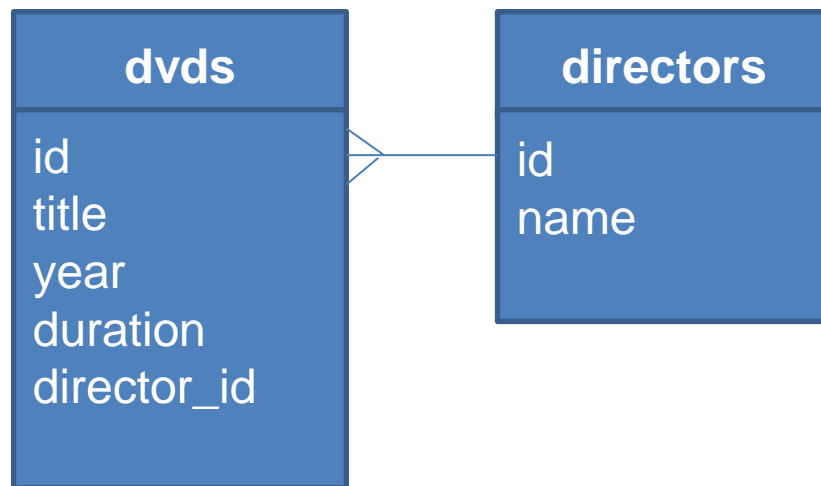 dvds
id
title
year
duration
director_id
directors
id
name